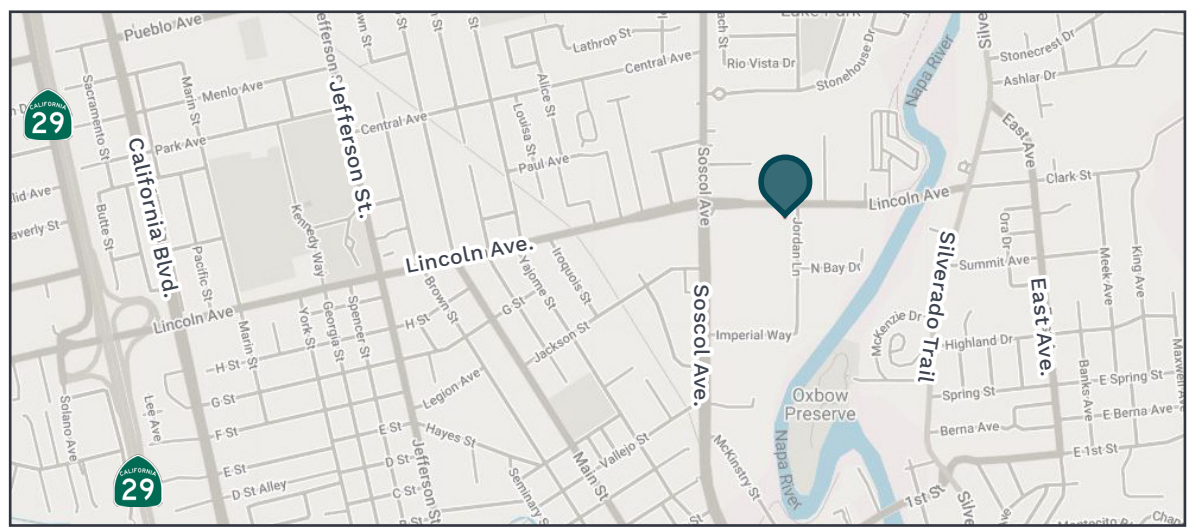 Pueblo Ave
Jefferson St
Lathrop St
Central Ave
Rio Vista Dr
Stonehouse Dr
Lake Park
Napa River
Stonecrest Dr
Ashlar Dr
CALIFORNIA
29
Sacramento St
Marin St
Menlo Ave
Park Ave
Jefferson St.
Central Ave
Louisa St
Alice St
Paul Ave
Soscol Ave
East Ave
Clark St
Lincoln Ave
California Blvd.
Butte St
Pacific St
Kennedy Way
Lincoln Ave.
Jordan Ln
N Bay Dr
Silverado Trail
Ora Dr
Summit Ave
Meek Ave
King Ave
East Ave.
Lincoln Ave
Marin St
York St
Georgia St
Spencer St
Brown St
H St
G St
Yajome St
Iroquois St
Jackson St
Soscol Ave.
Imperial Way
McKenzie Dr
Highland Dr
H St
G St
F St
E St
D St Alley
Solano Ave
Lee Ave
Legion Ave
Hayes St
E St
D St
C St
Jefferson St
Main St
Vallejo St
McKinstry St
Oxbow
Preserve
Napa River
Spring St
E Spring St
Banks Ave
E Berna Ave
Berna Ave
E 1st St
1st St
CALIFORNIA
29